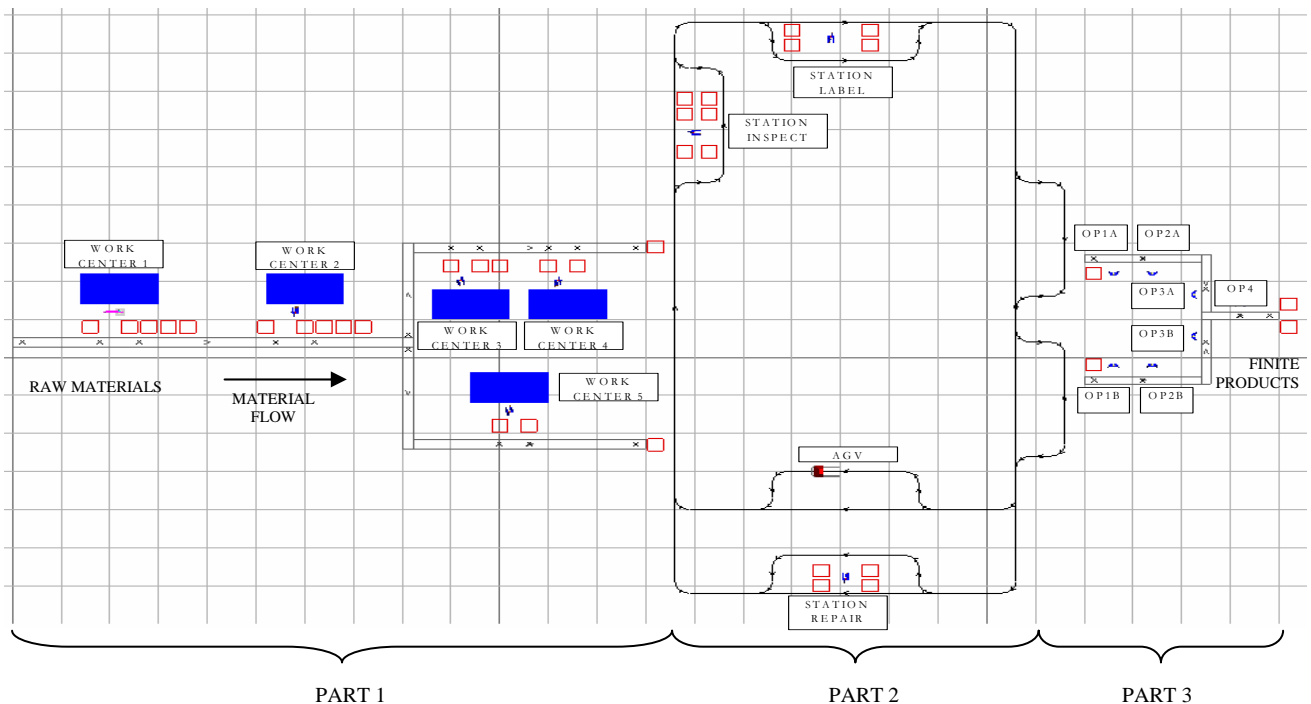 STATION
LABEL
STATION
INSPECT
WORK
CENTER 1
WORK
CENTER 2
OP1A
OP2A
OP3A
OP4
WORK
CENTER 3
WORK
CENTER 4
OP3B
RAW MATERIALS
MATERIAL
FLOW
WORK
CENTER 5
FINITE
PRODUCTS
OP1B
OP2B
AGV
STATION
REPAIR
PART 1
PART 2
PART 3